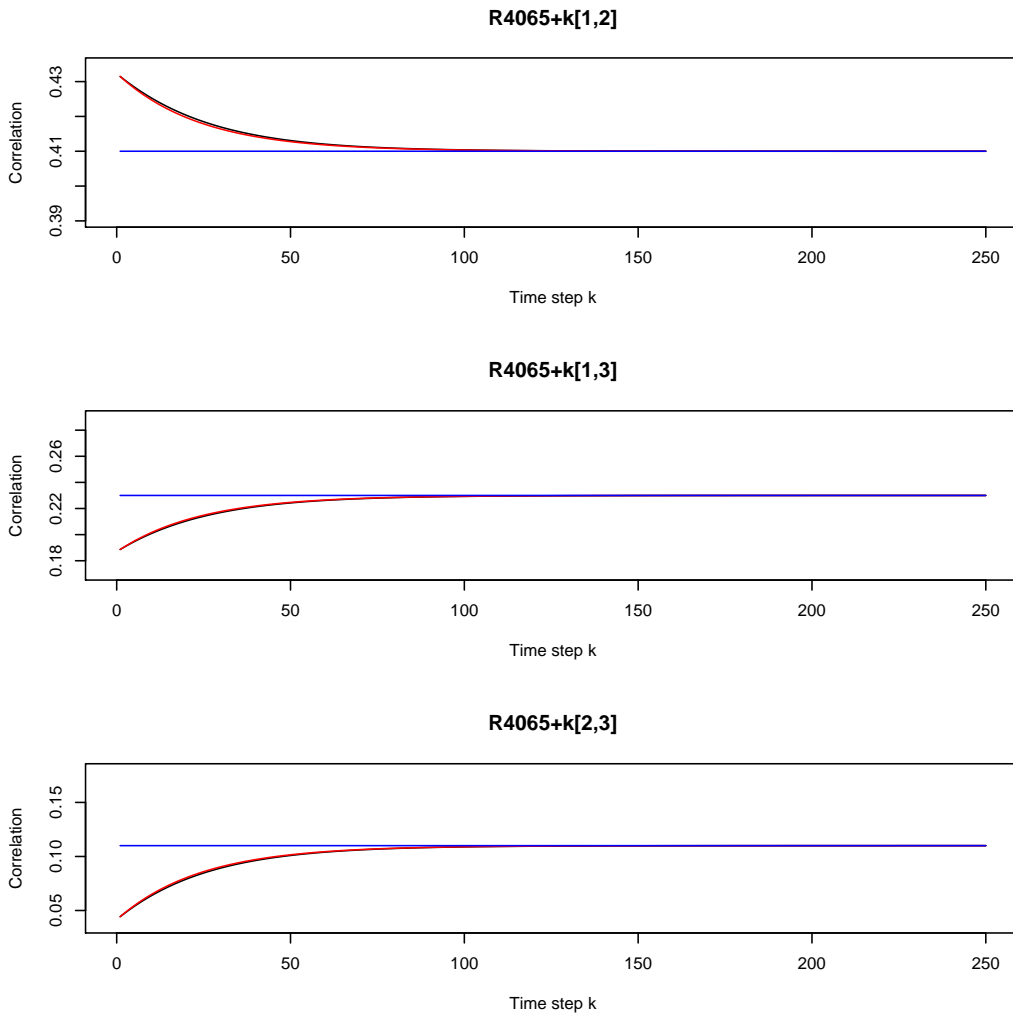 R4065+k[1,2]
Correlation
0.43
0.41
0.39
0 50 100 150 200 250
Time step k
R4065+k[1,3]
Correlation
0.26
0.22
0.18
0 50 100 150 200 250
Time step k
R4065+k[2,3]
Correlation
0.15
0.10
0.05
0 50 100 150 200 250
Time step k